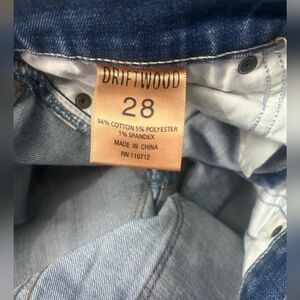 DRIFTWOOD
28
94% COTTON 5% POLYESTER
1% SPANDEX
MADE IN CHINA
RN 110712